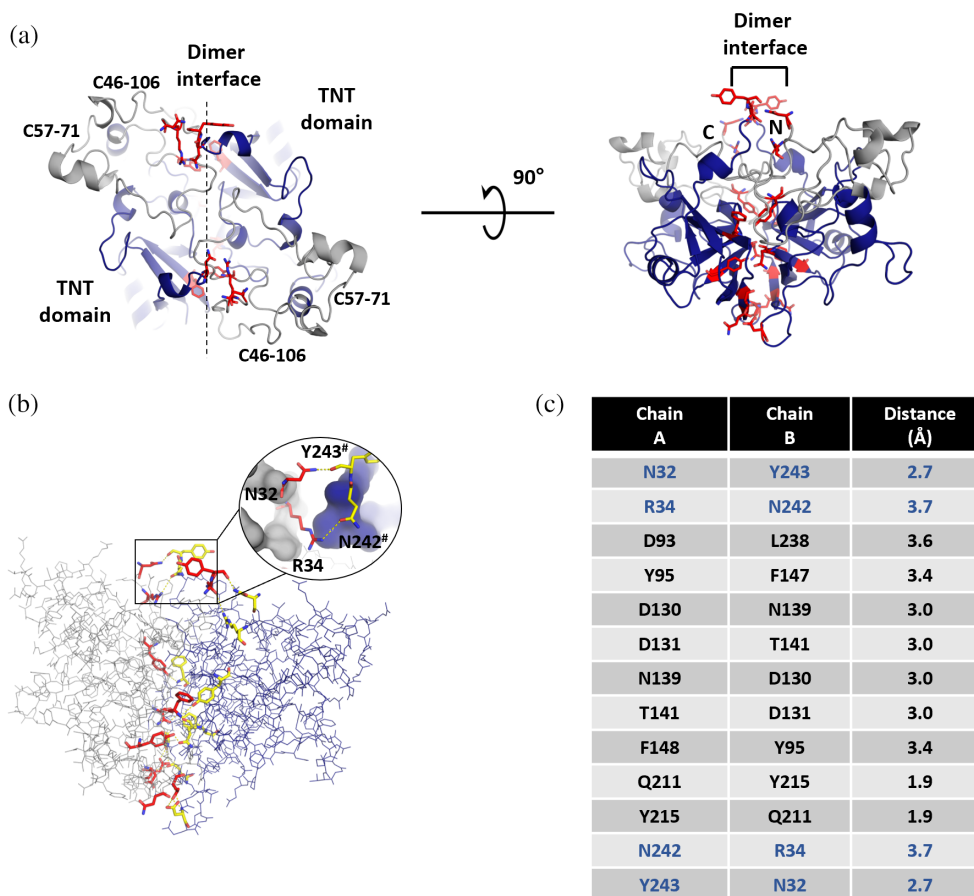 (a)
Dimer
interface
C46-106
TNT
domain
C57-71
TNT
domain
C57-71
C46-106
90°
Dimer
interface
C
N
(b)
Y243#
N32
N242#
R34
(c)
Chain A Chain B Distance (Å)
N32 Y243 2.7
R34 N242 3.7
D93 L238 3.6
Y95 F147 3.4
D130 N139 3.0
D131 T141 3.0
N139 D130 3.0
T141 D131 3.0
F148 Y95 3.4
Q211 Y215 1.9
Y215 Q211 1.9
N242 R34 3.7
Y243 N32 2.7